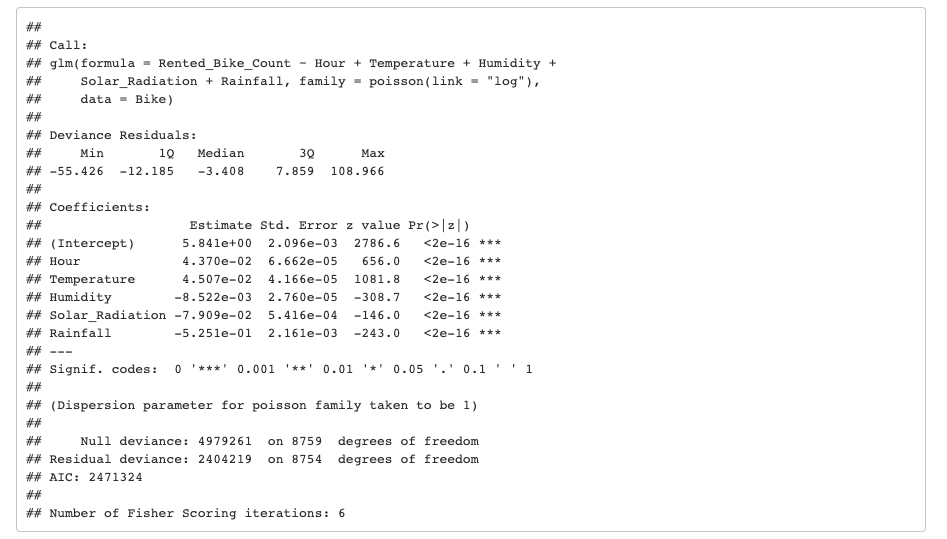 ##
## Call:
## glm(formula = Rented_Bike_Count ~ Hour + Temperature + Humidity +
##     Solar_Radiation + Rainfall, family = poisson(link = "log"),
##     data = Bike)
##
## Deviance Residuals:
##     Min       1Q   Median       3Q      Max
## -55.426  -12.185   -3.408    7.859  108.966
##
## Coefficients:
##                   Estimate Std. Error z value Pr(>|z|)
## (Intercept)      5.841e+00  2.096e-03  2786.6   <2e-16 ***
## Hour             4.370e-02  6.662e-05   656.0   <2e-16 ***
## Temperature      4.507e-02  4.166e-05  1081.8   <2e-16 ***
## Humidity        -8.522e-03  2.760e-05  -308.7   <2e-16 ***
## Solar_Radiation -7.909e-02  5.416e-04  -146.0   <2e-16 ***
## Rainfall        -5.251e-01  2.161e-03  -243.0   <2e-16 ***
## ---
## Signif. codes:  0 '***' 0.001 '**' 0.01 '*' 0.05 '.' 0.1 ' ' 1
##
## (Dispersion parameter for poisson family taken to be 1)
##
##     Null deviance: 4979261  on 8759  degrees of freedom
## Residual deviance: 2404219  on 8754  degrees of freedom
## AIC: 2471324
##
## Number of Fisher Scoring iterations: 6